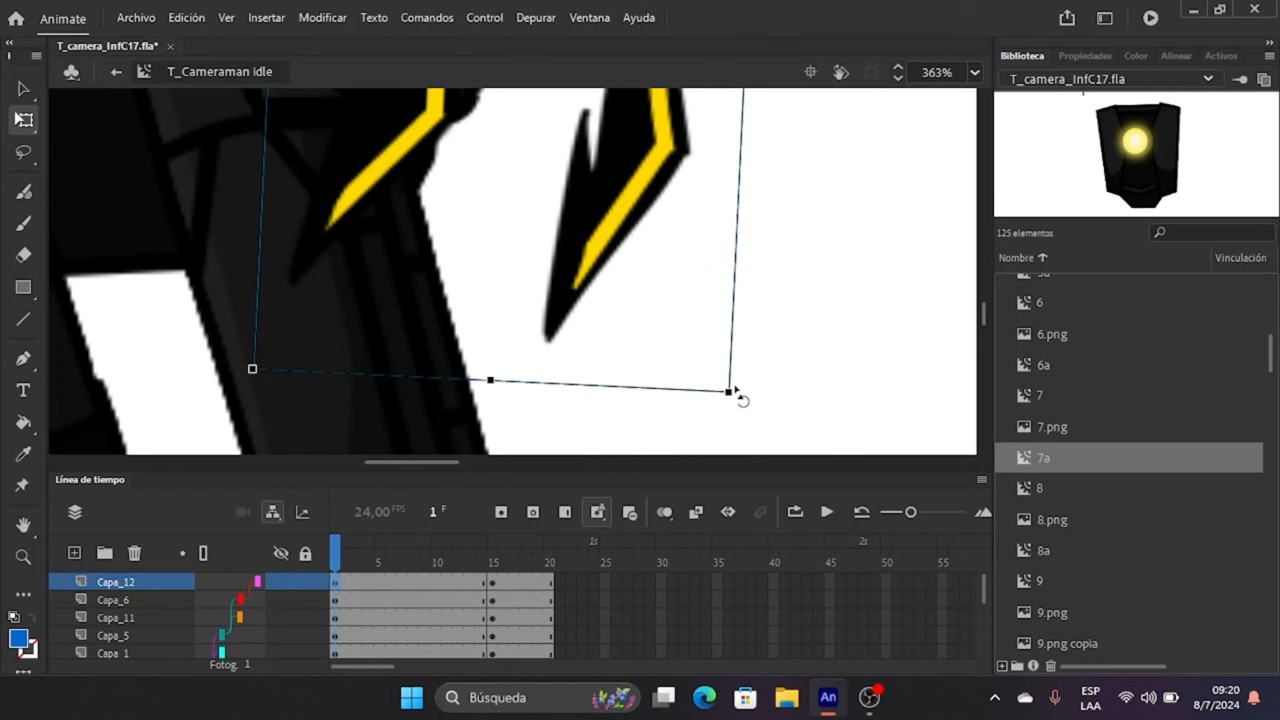 Animate Archivo Edición Ver Insertar Modificar Texto Comandos Control Depurar Ventana Ayuda
T_camera_InfC17.fla* ×
Biblioteca Propiedades Color Alinear Activos
T_Cameraman idle 363%
T_camera_InfC17.fla
125 elementos
Nombre Vinculación
6
6.png
6a
7
7.png
7a
8
8.png
8a
9
9.png
9.png copia
Línea de tiempo
24,00 FPS 1 F
1s 2s
5 10 15 20 25 30 35 40 45 50 55
Capa_12
Capa_6
Capa_11
Capa_5
Capa_1
Fotog. 1
Búsqueda
An
ESP
LAA
09:20
8/7/2024